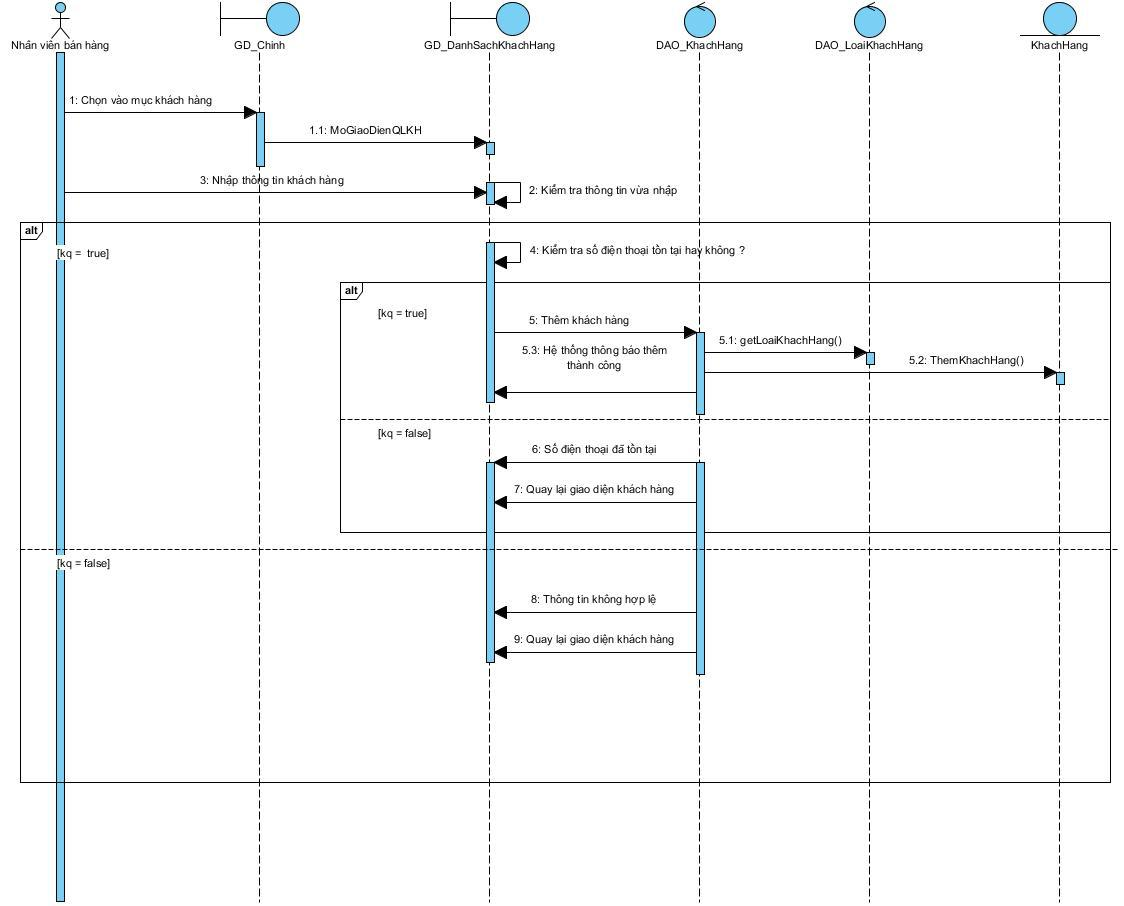 Nhân viên bán hàng
GD_Chinh
GD_DanhSachKhachHang
DAO_KhachHang
DAO_LoaiKhachHang
KhachHang
1: Chọn vào mục khách hàng
1.1: MoGiaoDienQLKH
3: Nhập thông tin khách hàng
2: Kiểm tra thông tin vừa nhập
alt
[kq = true]
4: Kiểm tra số điện thoại tồn tại hay không ?
alt
[kq = true]
5: Thêm khách hàng
5.1: getLoaiKhachHang()
5.3: Hệ thống thông báo thêm
thành công
5.2: ThemKhachHang()
[kq = false]
6: Số điện thoại đã tồn tại
7: Quay lại giao diện khách hàng
[kq = false]
8: Thông tin không hợp lệ
9: Quay lại giao diện khách hàng